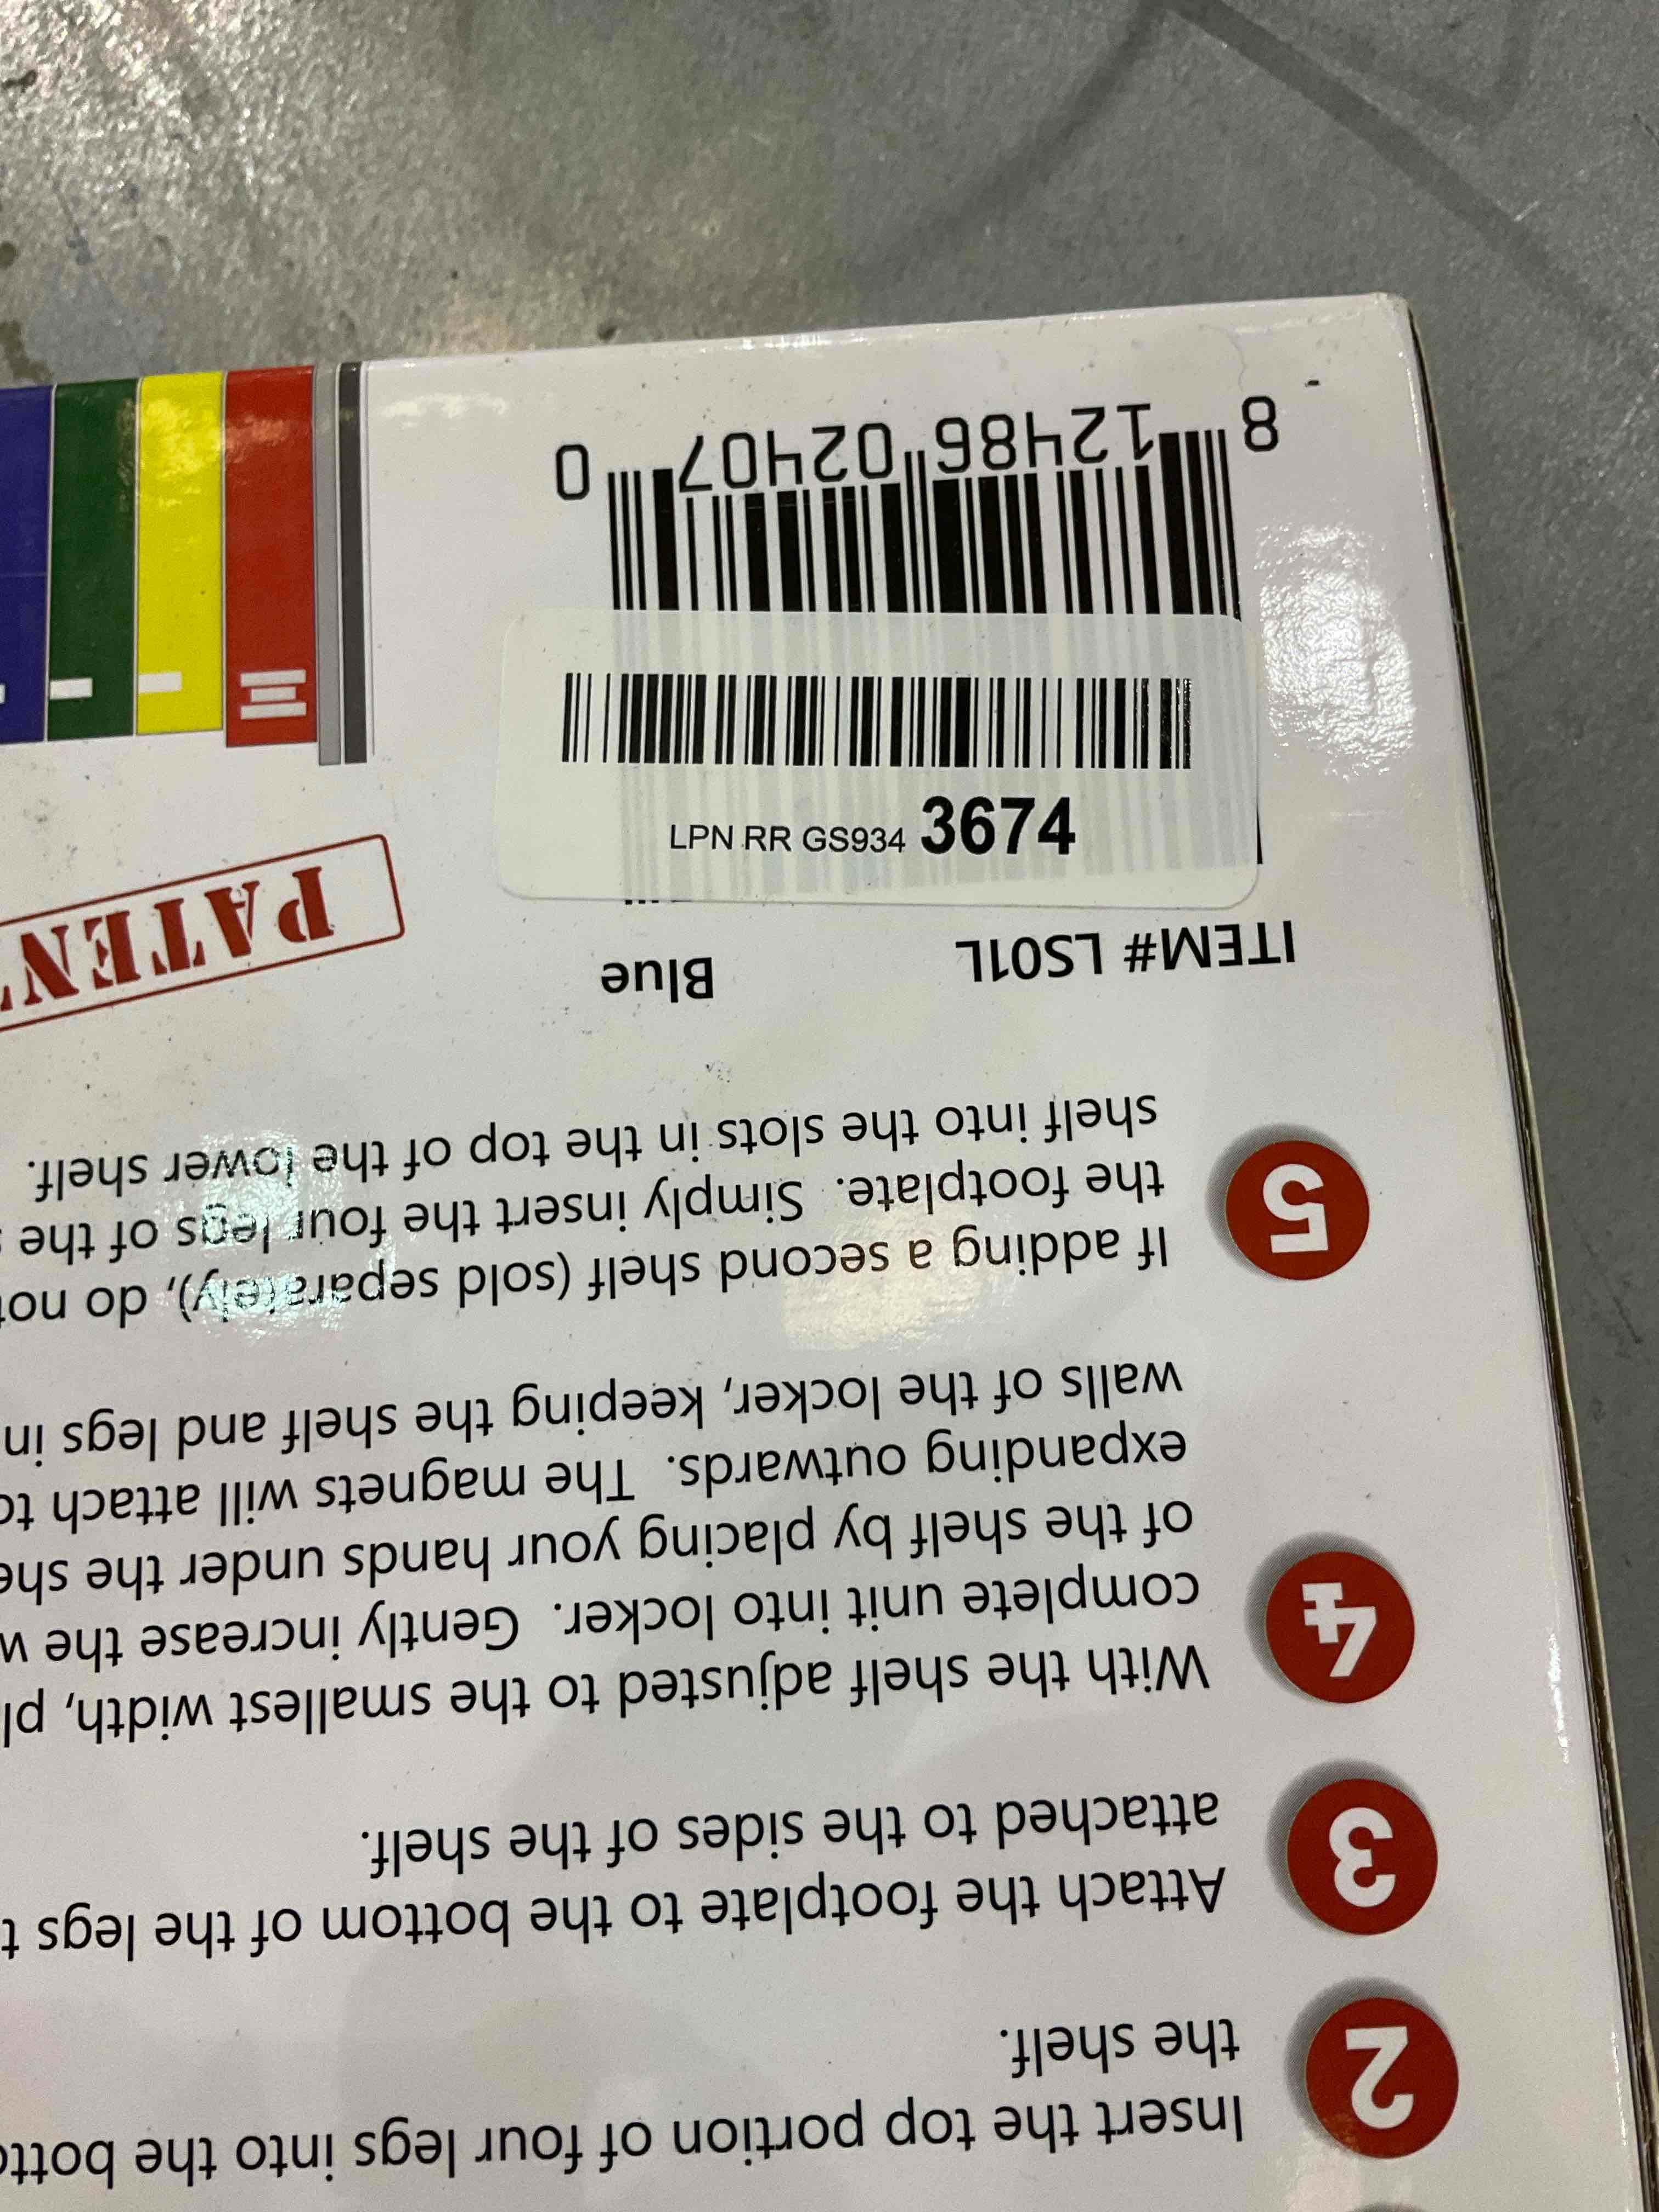 Insert the top portion of four legs into the
the shelf.
Attach the footplate to the bottom of the legs
attached to the sides of the shelf.
With the shelf adjusted to the smallest width,
complete unit into locker. Gently increase the
of the shelf by placing your hands under the
expanding outwards. The magnets will attach
walls of the locker, keeping the shelf and legs
If adding a second shelf (sold separately), do
the footplate. Simply insert the four legs of the
shelf into the slots in the top of the lower shelf.
2
3
4
5
ITEM# LS01L Blue
LPN RR GS934 3674
8 12486 02407 0